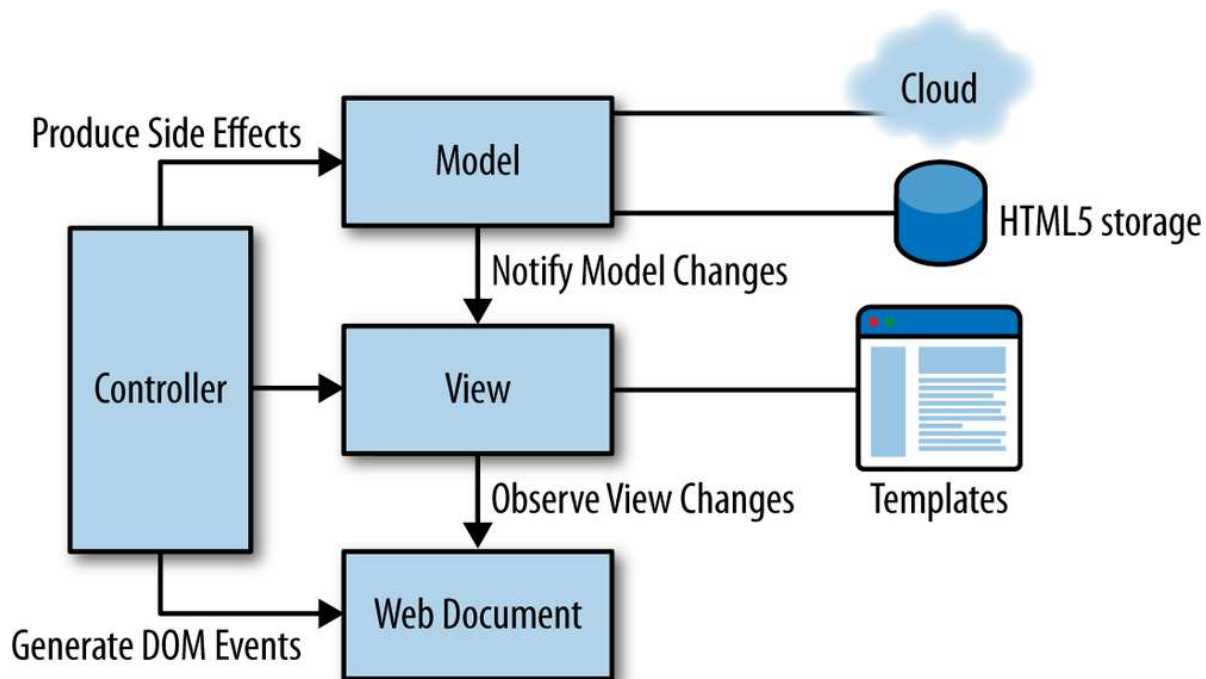 Cloud
Produce Side Effects
Model
HTML5 storage
Notify Model Changes
Controller
View
Observe View Changes
Templates
Web Document
Generate DOM Events